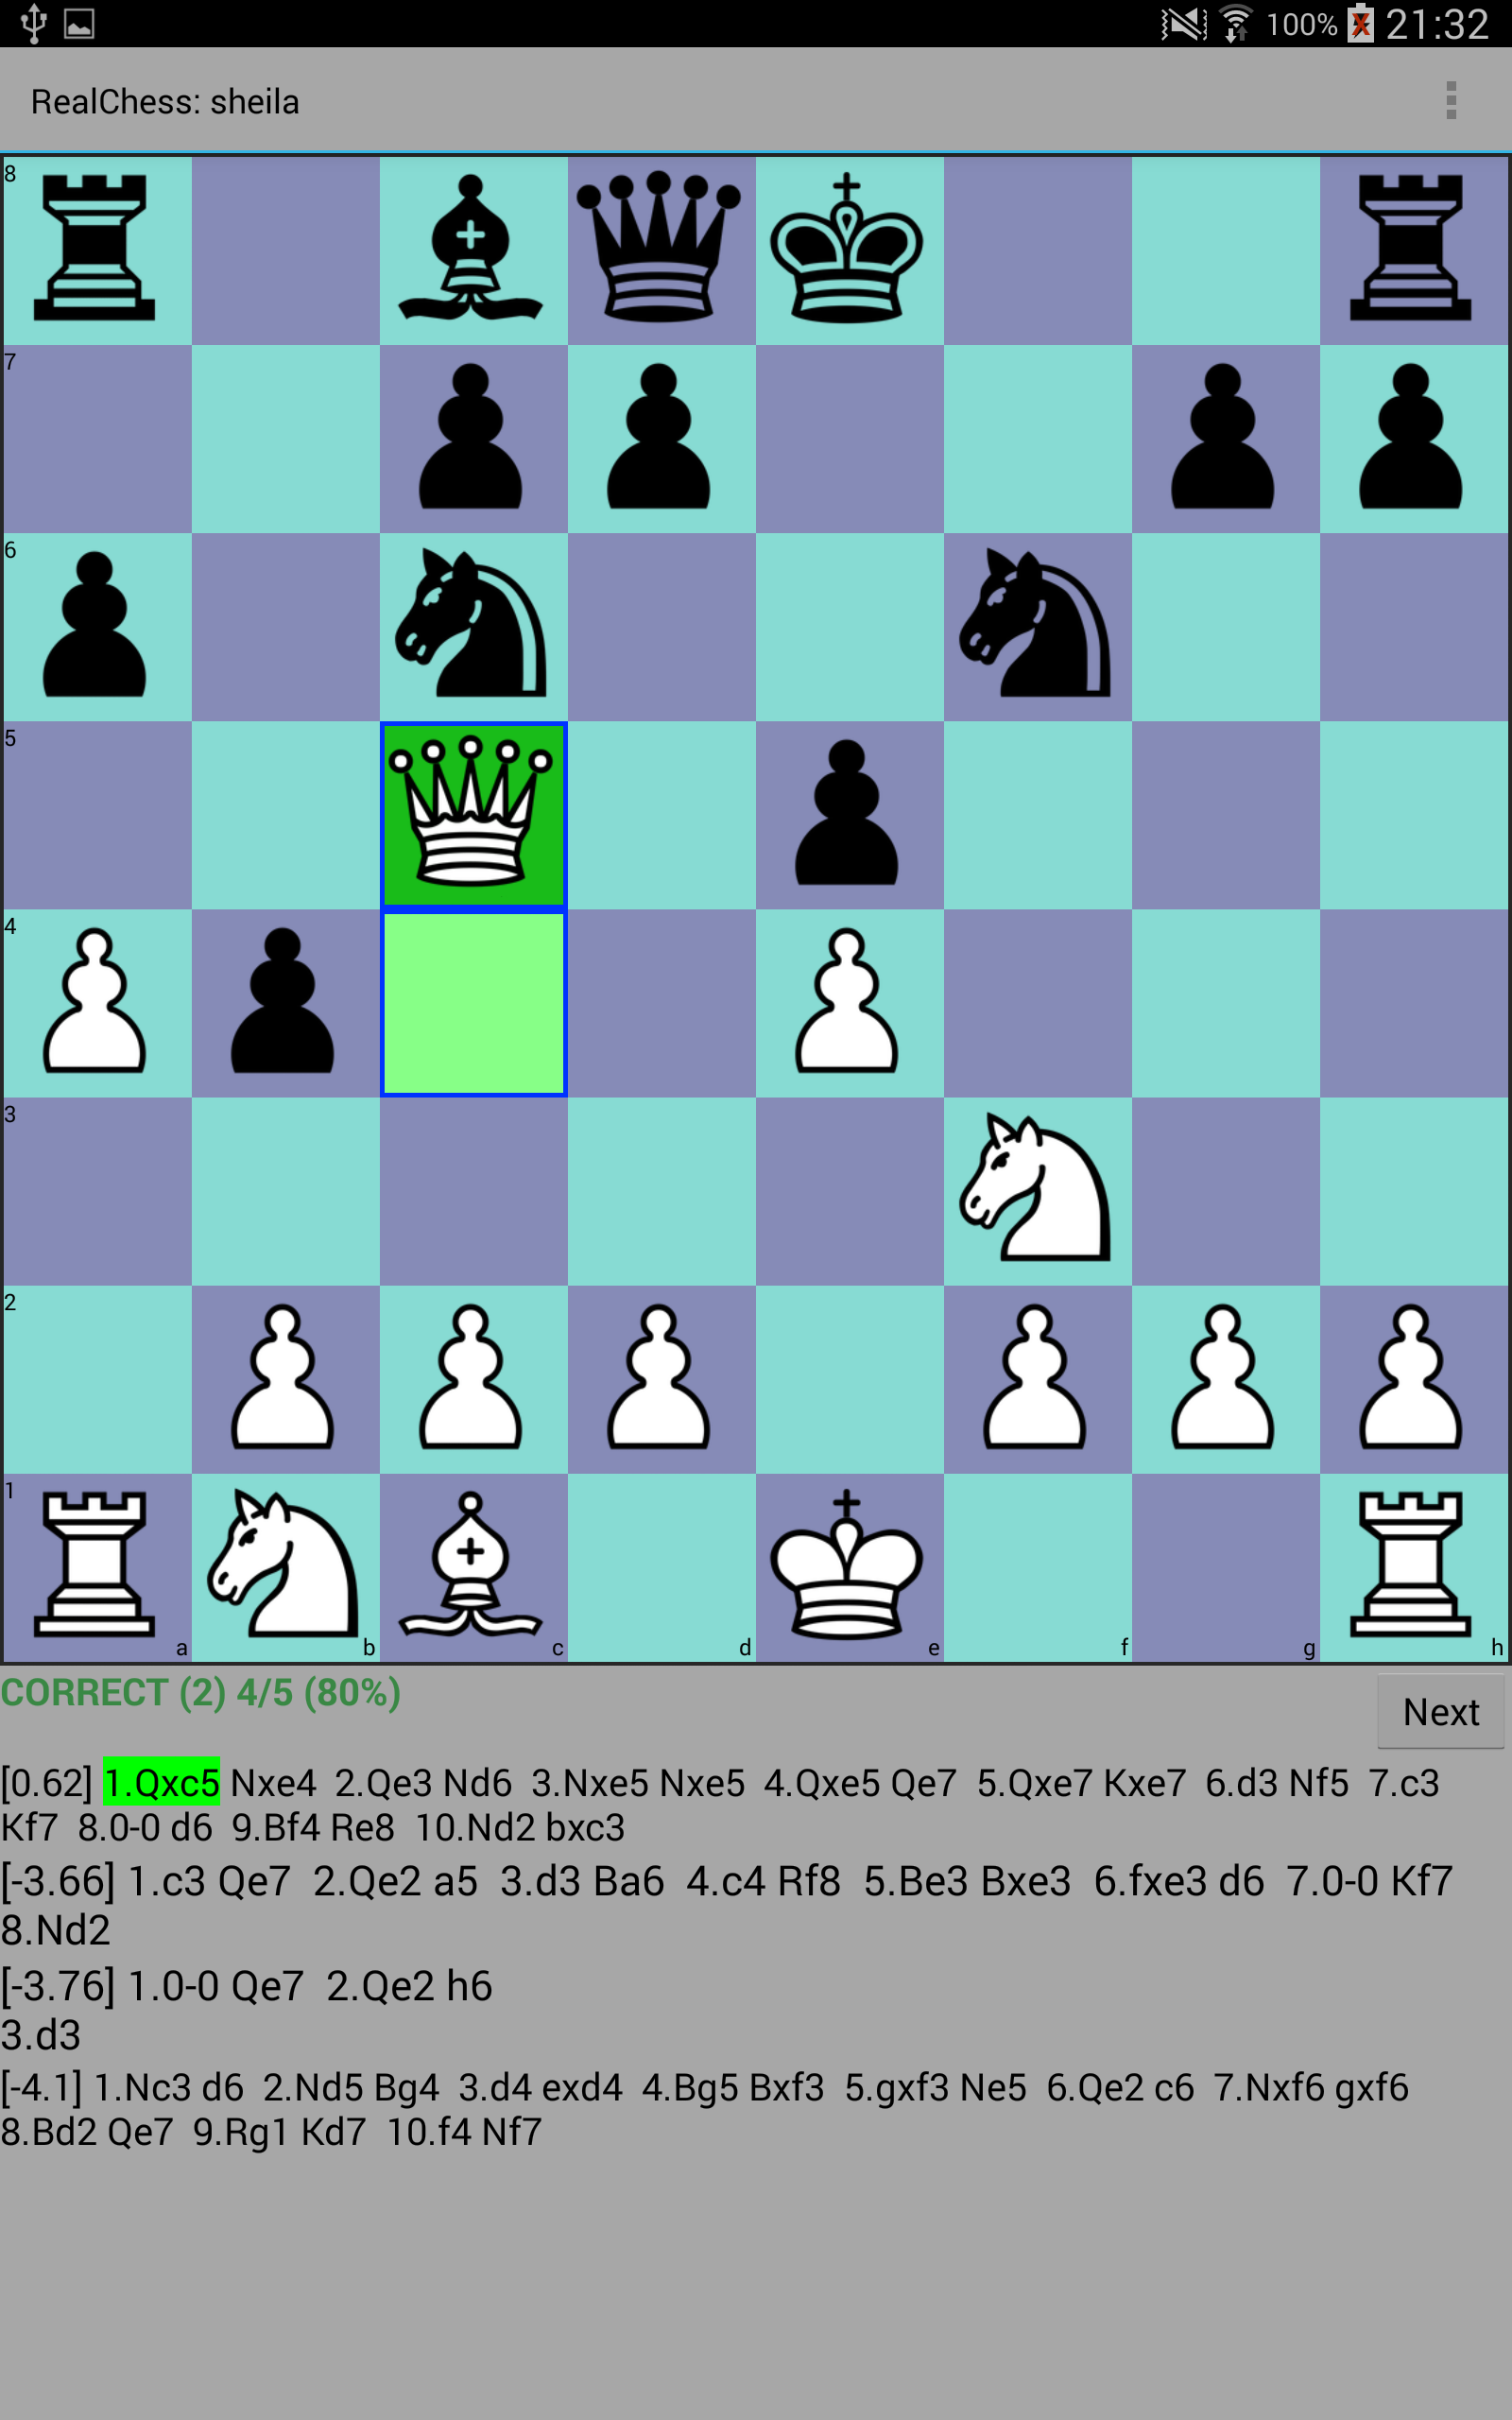 100% 21:32
RealChess: sheila
8
7
6
5
4
3
2
1
a b c d e f g h
CORRECT (2) 4/5 (80%)
Next
[0.62] 1.Qxc5 Nxe4 2.Qe3 Nd6 3.Nxe5 Nxe5 4.Qxe5 Qe7 5.Qxe7 Kxe7 6.d3 Nf5 7.c3
Kf7 8.0-0 d6 9.Bf4 Re8 10.Nd2 bxc3
[-3.66] 1.c3 Qe7 2.Qe2 a5 3.d3 Ba6 4.c4 Rf8 5.Be3 Bxe3 6.fxe3 d6 7.0-0 Kf7
8.Nd2
[-3.76] 1.0-0 Qe7 2.Qe2 h6
3.d3
[-4.1] 1.Nc3 d6 2.Nd5 Bg4 3.d4 exd4 4.Bg5 Bxf3 5.gxf3 Ne5 6.Qe2 c6 7.Nxf6 gxf6
8.Bd2 Qe7 9.Rg1 Kd7 10.f4 Nf7